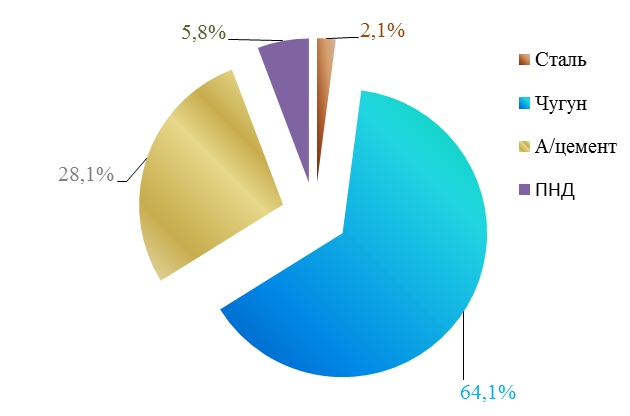 5,8%
2,1%
28,1%
64,1%
Сталь
Чугун
А/цемент
ПНД